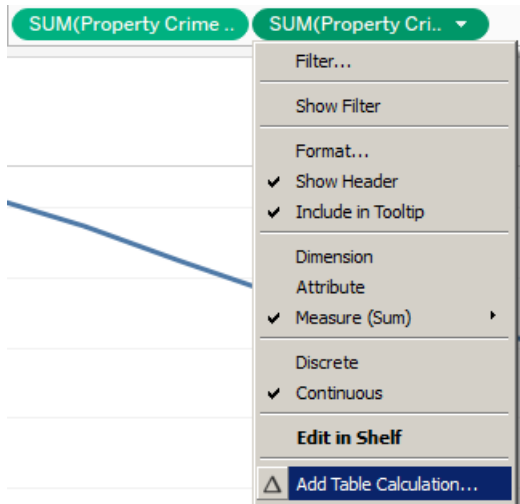 SUM(Property Crime ..
SUM(Property Cri..
Filter...
Show Filter
Format...
Show Header
Include in Tooltip
Dimension
Attribute
Measure (Sum)
Discrete
Continuous
Edit in Shelf
Add Table Calculation...